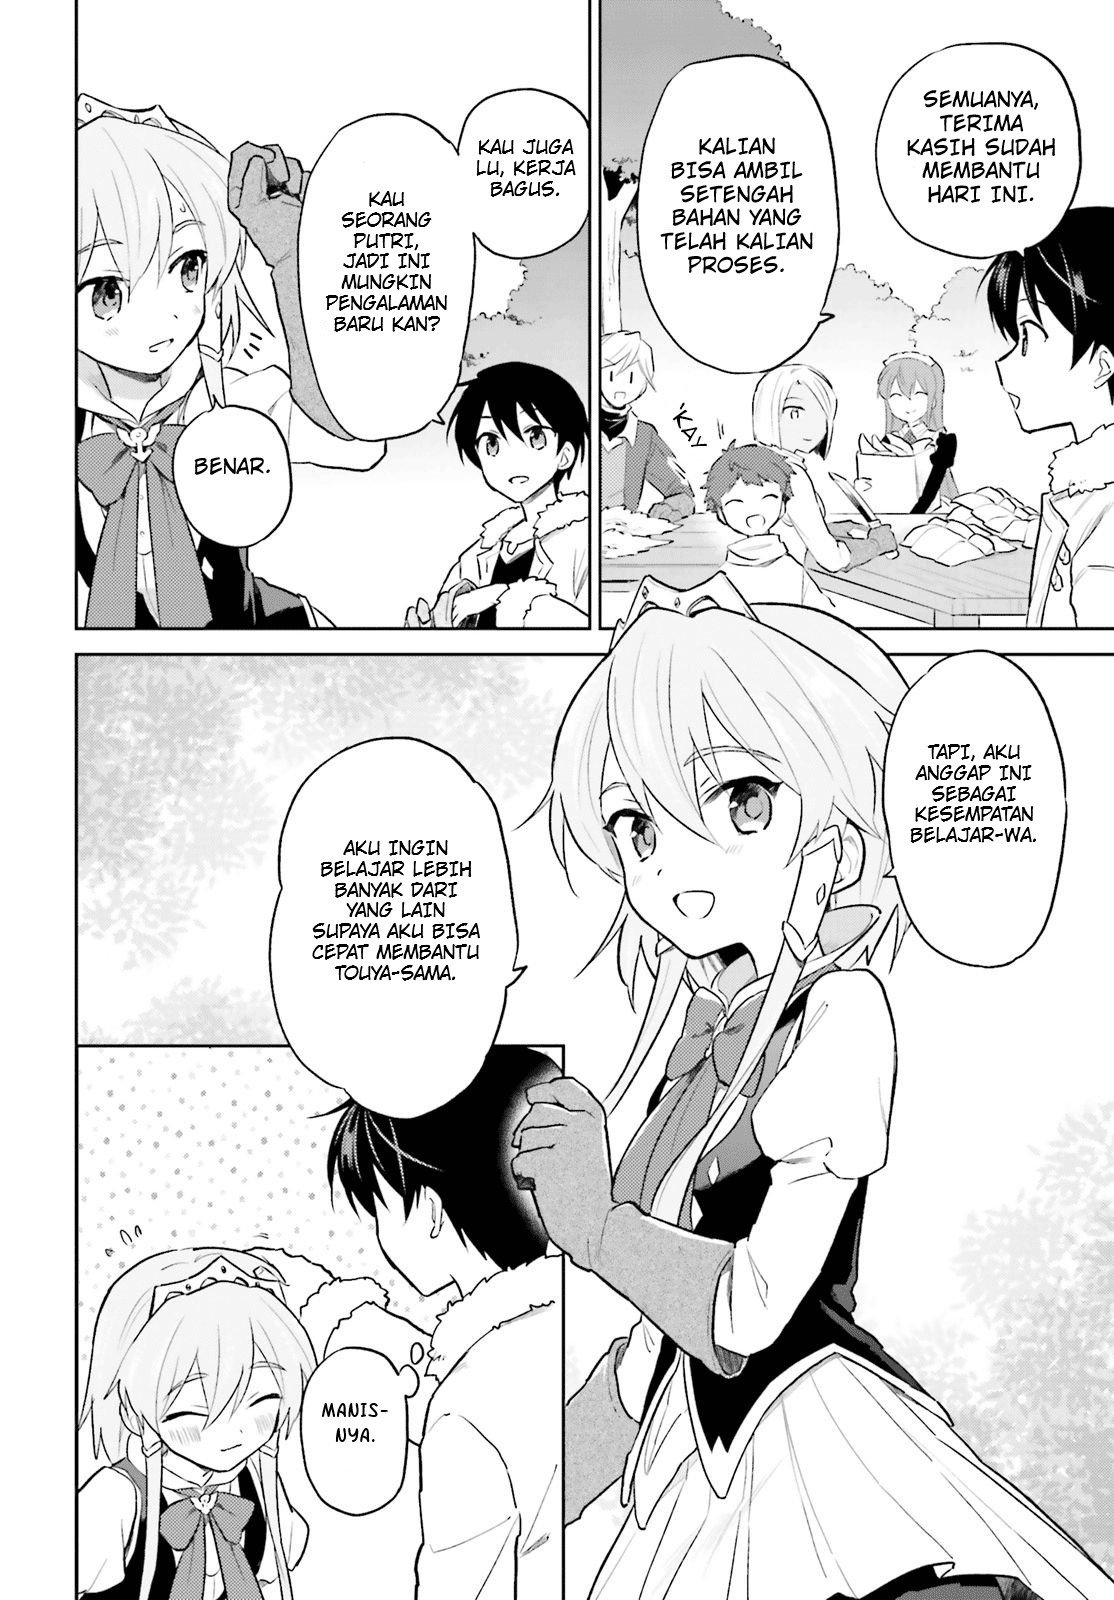 SEMUANYA,
TERIMA
KASIH SUDAH
MEMBANTU
HARI INI.
KALIAN
BISA AMBIL
SETENGAH
BAHAN YANG
TELAH KALIAN
PROSES.
YAY
KAU JUGA
LU, KERJA
BAGUS.
KAU
SEORANG
PUTRI,
JADI INI
MUNGKIN
PENGALAMAN
BARU KAN?
BENAR.
TAPI, AKU
ANGGAP INI
SEBAGAI
KESEMPATAN
BELAJAR-WA.
AKU INGIN
BELAJAR LEBIH
BANYAK DARI
YANG LAIN
SUPAYA AKU BISA
CEPAT MEMBANTU
TOUYA-SAMA.
MANIS-
NYA.